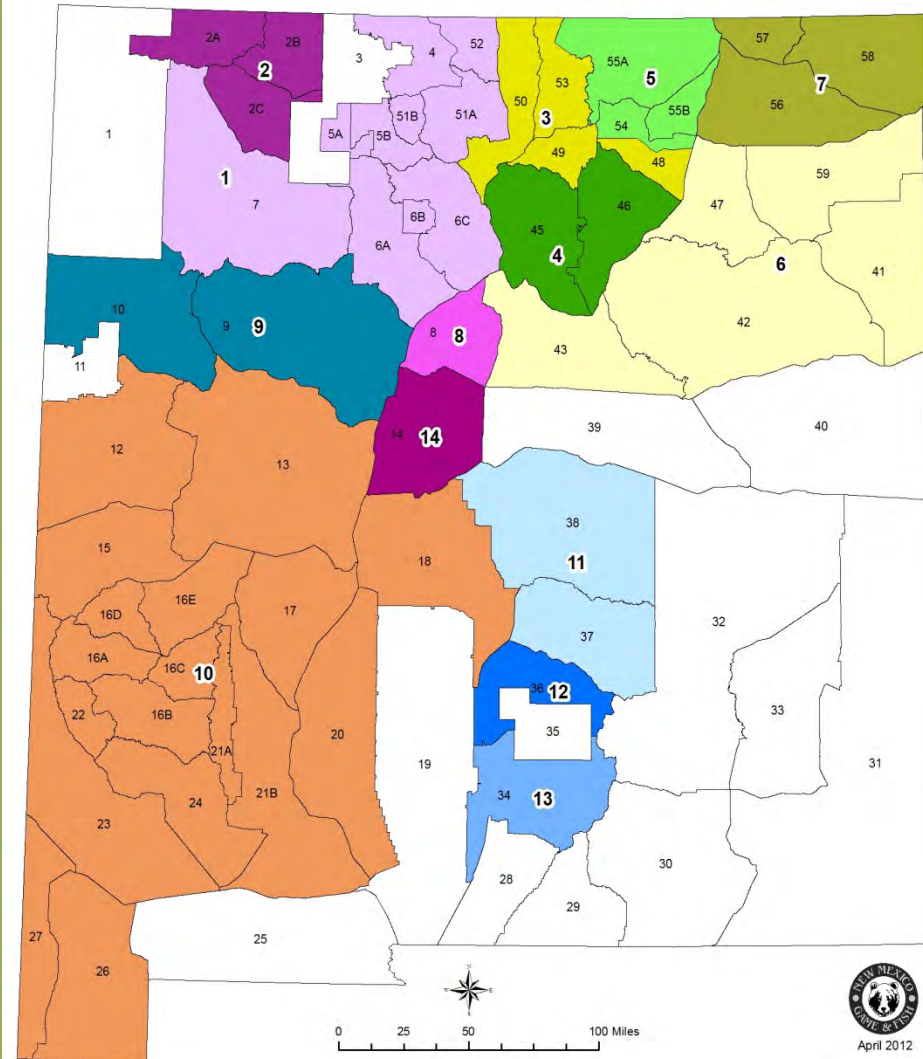 2A
2B
3
4
52
57
58
2
50
53
55A
5
7
1
2C
5A
5B
51B
51A
3
54
55B
56
49
48
59
1
7
6A
6B
6C
45
46
47
4
6
41
10
9
9
8
8
43
42
11
14
14
39
40
12
13
38
11
15
18
16E
17
32
16D
37
16A
16C
10
36
12
33
22
16B
20
35
21A
19
31
23
24
21B
34
13
28
30
29
27
26
25
N
W
E
S
0
25
50
100 Miles
NEW MEXICO
GAME & FISH
April 2012